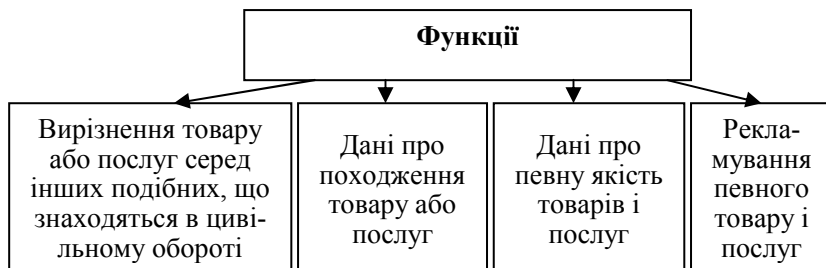 Функції
Вирізнення товару
або послуг серед
інших подібних, що
знаходяться в циві-
льному обороті
Дані про
походження
товару або
послуг
Дані про
певну якість
товарів і
послуг
Рекла-
мування
певного
товару і
послуг